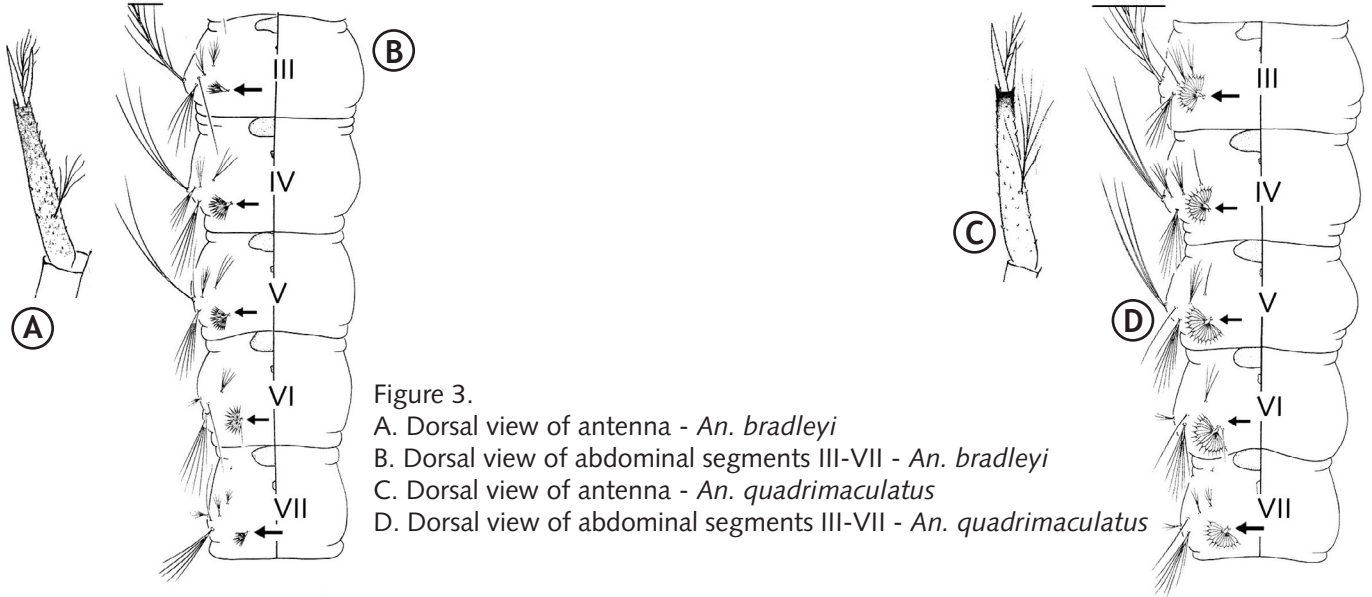 B
III
IV
V
VI
VII
A
Figure 3.
A. Dorsal view of antenna - An. bradleyi
B. Dorsal view of abdominal segments III-VII - An. bradleyi
C. Dorsal view of antenna - An. quadrimaculatus
D. Dorsal view of abdominal segments III-VII - An. quadrimaculatus
C
D
III
IV
V
VI
VII